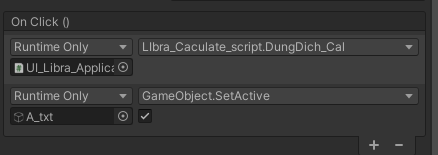 On Click ()
Runtime Only LIbra_Caculate_script.DungDich_Cal
UI_Libra_Applica
Runtime Only GameObject.SetActive
A_txt